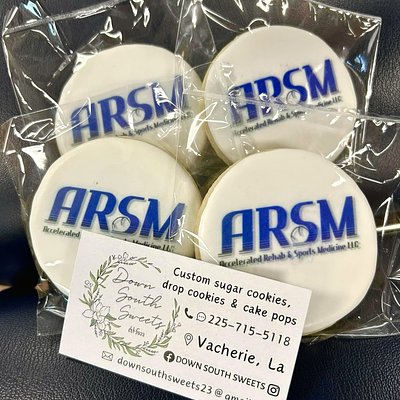 ARSM
& Sports Medicine LLC
ARSM
Accelerated Rehab & Sports Medicine LLC
ARSM
Accelerated Rehab & Sports Medicine LLC
ARSM
Accelerated Rehab & Sports Medicine LLC
Down
South
Sweets
Custom sugar cookies,
drop cookies & cake pops
225-715-5118
Vacherie, La
DOWN SOUTH SWEETS
downsouthsweets23@gmail